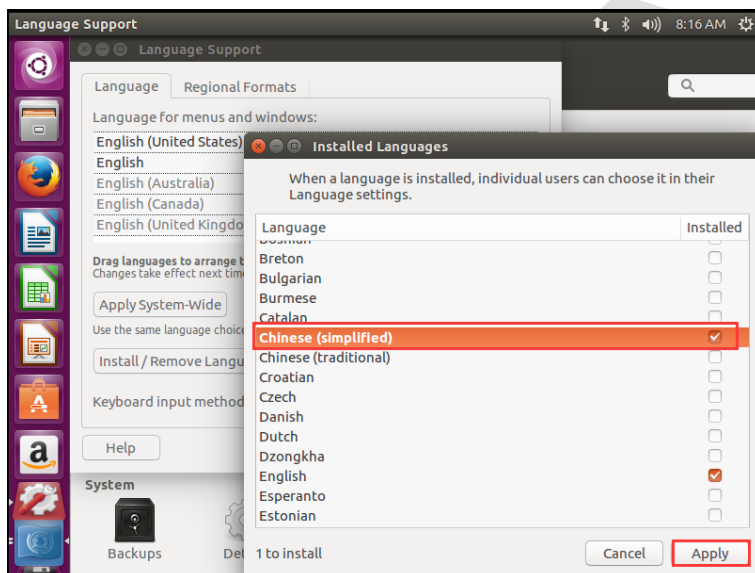 Language Support
8:16 AM
Language Support
Language
Regional Formats
Language for menus and windows:
English (United States)
English
English (Australia)
English (Canada)
English (United Kingdo
Drag languages to arrange t
Changes take effect next tim
Apply System-Wide
Use the same language choice
Install / Remove Langu
Keyboard input method
Help
System
Backups
Det
Installed Languages
When a language is installed, individual users can choose it in their
Language settings.
Language Installed
Bosnian
Breton
Bulgarian
Burmese
Catalan
Chinese (simplified)
Chinese (traditional)
Croatian
Czech
Danish
Dutch
Dzongkha
English
Esperanto
Estonian
1 to install
Cancel
Apply